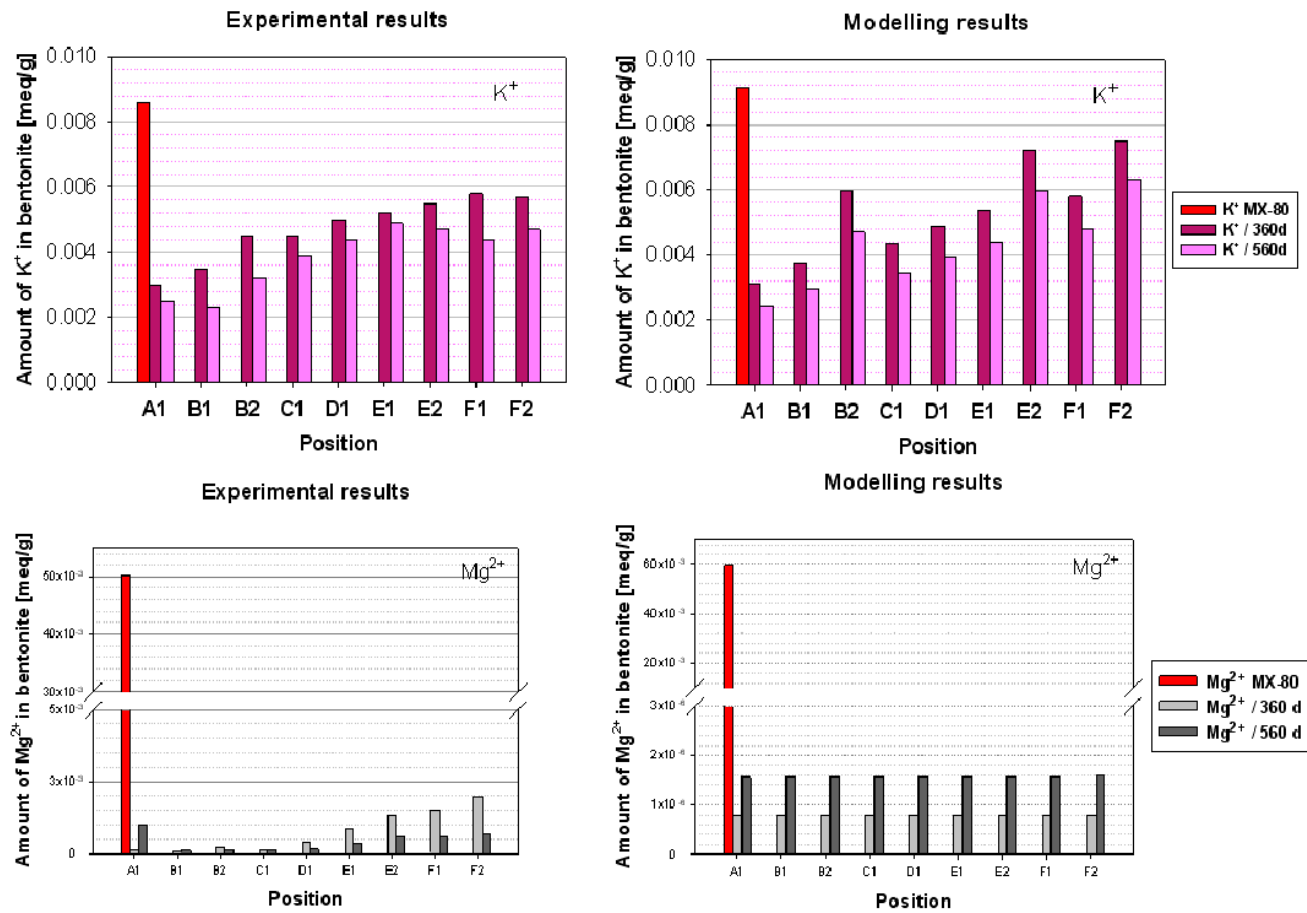 Experimental results
Amount of K⁺ in bentonite [meq/g]
0.010
0.008
0.006
0.004
0.002
0.000
K⁺
A1 B1 B2 C1 D1 E1 E2 F1 F2
Position
Modelling results
Amount of K⁺ in bentonite [meq/g]
0.010
0.008
0.006
0.004
0.002
0.000
K⁺
A1 B1 B2 C1 D1 E1 E2 F1 F2
Position
K⁺ MX-80
K⁺ / 360d
K⁺ / 560d
Experimental results
Amount of Mg²⁺ in bentonite [meq/g]
50x10⁻³
40x10⁻³
30x10⁻³
5x10⁻³
3x10⁻³
0
Mg²⁺
A1 B1 B2 C1 D1 E1 E2 F1 F2
Position
Modelling results
Amount of Mg²⁺ in bentonite [meq/g]
60x10⁻³
40x10⁻³
20x10⁻³
3x10⁻⁶
2x10⁻⁶
1x10⁻⁶
0
Mg²⁺
A1 B1 B2 C1 D1 E1 E2 F1 F2
Position
Mg²⁺ MX-80
Mg²⁺ / 360 d
Mg²⁺ / 560 d